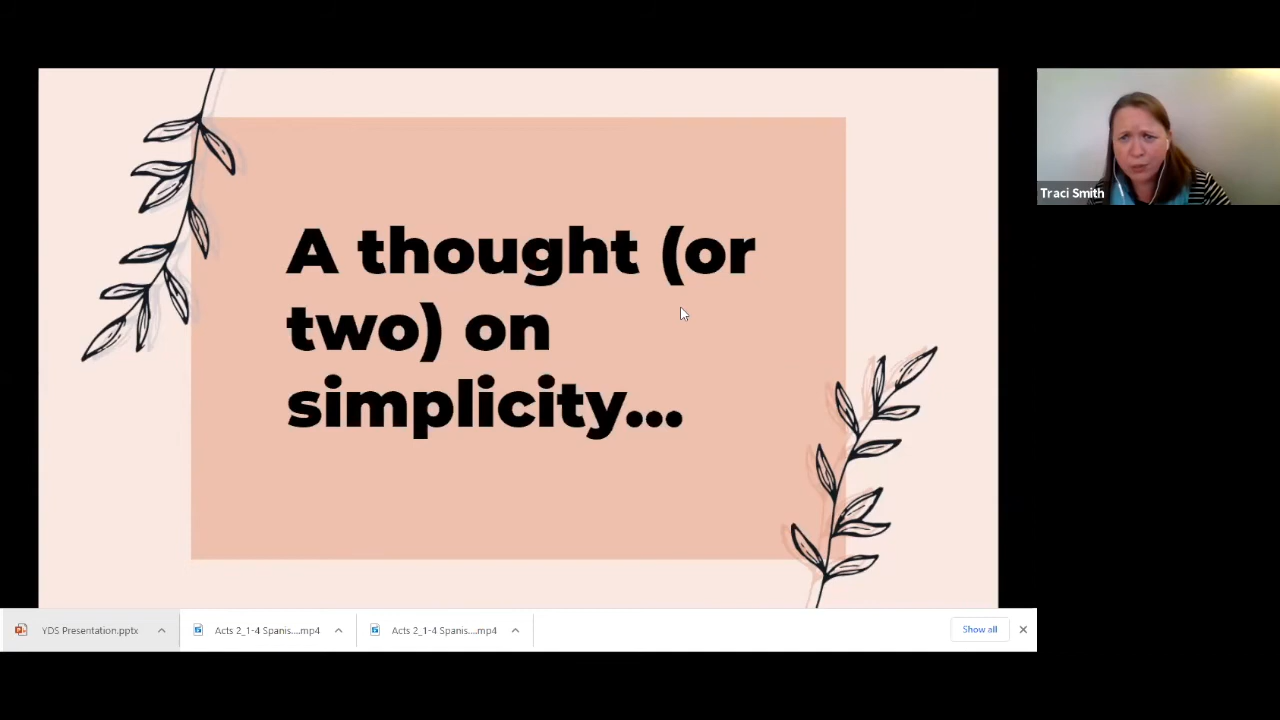 A thought (or
two) on
simplicity...
Traci Smith
YDS Presentation.pptx
Acts 2_1-4 Spanis....mp4
Acts 2_1-4 Spanis....mp4
Show all